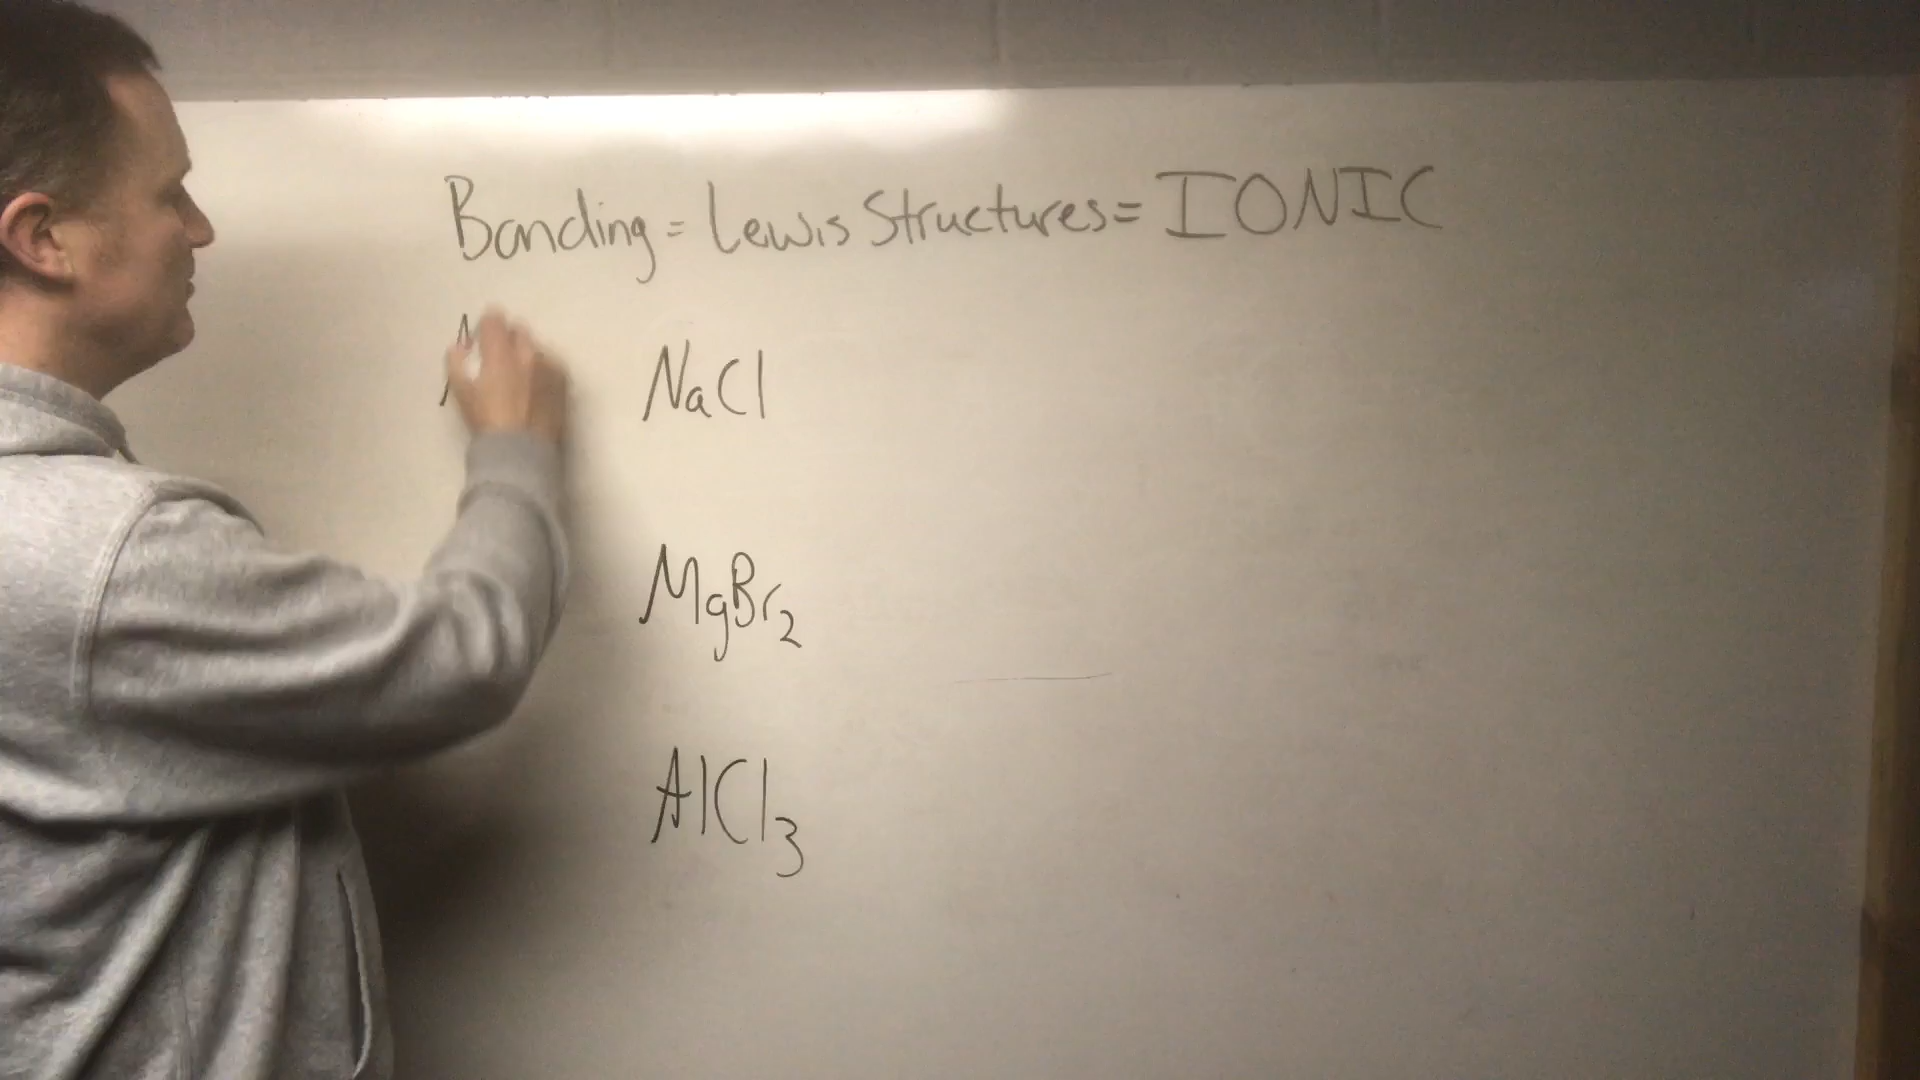 Bonding = Lewis Structures = IONIC
NaCl
MgBr2
AlCl3